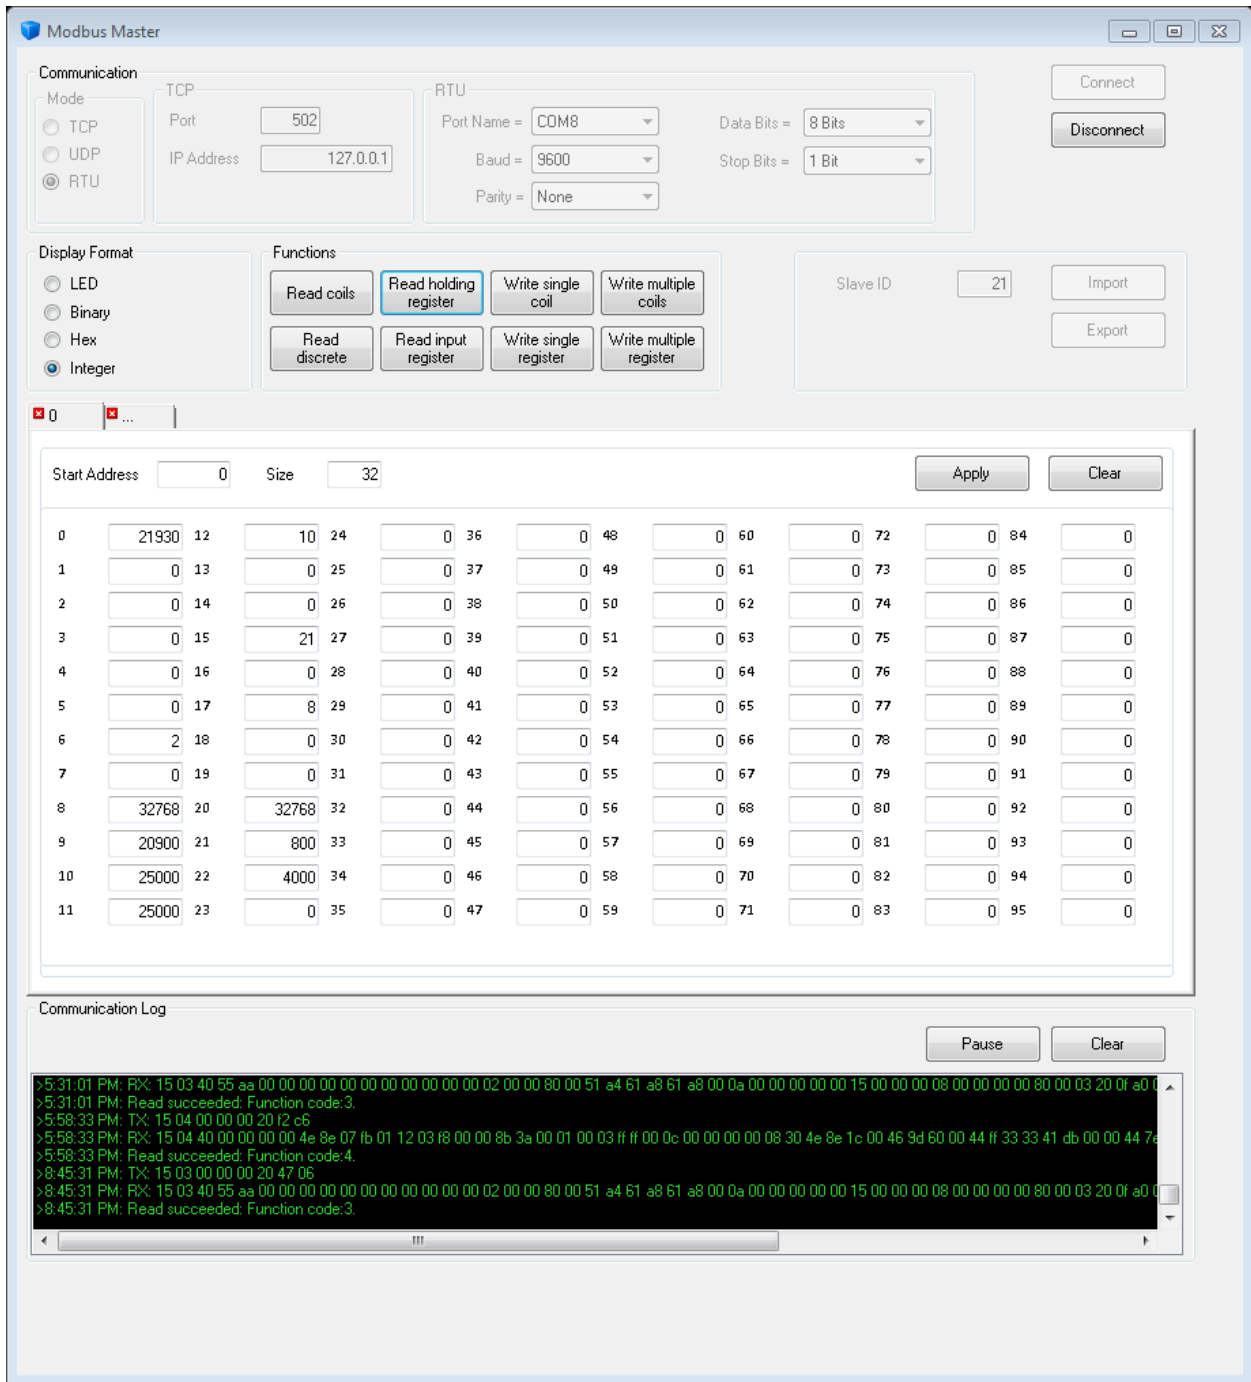 Modbus Master
Communication
Mode
TCP
UDP
RTU
TCP
Port 502
IP Address 127.0.0.1
RTU
Port Name = COM8
Baud = 9600
Parity = None
Data Bits = 8 Bits
Stop Bits = 1 Bit
Connect
Disconnect
Display Format
LED
Binary
Hex
Integer
Functions
Read coils
Read holding
register
Write single
coil
Write multiple
coils
Read
discrete
Read input
register
Write single
register
Write multiple
register
Slave ID 21
Import
Export
0 ...
Start Address 0 Size 32 Apply Clear
0 21930 12 10 24 0 36 0 48 0 60 0 72 0 84 0
1 0 13 0 25 0 37 0 49 0 61 0 73 0 85 0
2 0 14 0 26 0 38 0 50 0 62 0 74 0 86 0
3 0 15 21 27 0 39 0 51 0 63 0 75 0 87 0
4 0 16 0 28 0 40 0 52 0 64 0 76 0 88 0
5 0 17 8 29 0 41 0 53 0 65 0 77 0 89 0
6 2 18 0 30 0 42 0 54 0 66 0 78 0 90 0
7 0 19 0 31 0 43 0 55 0 67 0 79 0 91 0
8 32768 20 32768 32 0 44 0 56 0 68 0 80 0 92 0
9 20900 21 800 33 0 45 0 57 0 69 0 81 0 93 0
10 25000 22 4000 34 0 46 0 58 0 70 0 82 0 94 0
11 25000 23 0 35 0 47 0 59 0 71 0 83 0 95 0
Communication Log
Pause Clear
>5:31:01 PM: RX: 15 03 40 55 aa 00 00 00 00 00 00 00 00 00 00 00 02 00 00 80 00 51 a4 61 a8 61 a8 00 0a 00 00 00 00 00 15 00 00 00 08 00 00 00 00 80 00 03 20 0f a0
>5:31:01 PM: Read succeeded: Function code:3.
>5:58:33 PM: TX: 15 04 00 00 00 20 f2 c6
>5:58:33 PM: RX: 15 04 40 00 00 00 00 4e 8e 07 fb 01 12 03 f8 00 00 8b 3a 00 01 00 03 ff ff 00 0c 00 00 00 00 08 30 4e 8e 1c 00 46 9d 60 00 44 ff 33 33 41 db 00 00 44 7e
>5:58:33 PM: Read succeeded: Function code:4.
>8:45:31 PM: TX: 15 03 00 00 00 20 47 06
>8:45:31 PM: RX: 15 03 40 55 aa 00 00 00 00 00 00 00 00 00 00 00 02 00 00 80 00 51 a4 61 a8 61 a8 00 0a 00 00 00 00 00 15 00 00 00 08 00 00 00 00 80 00 03 20 0f a0
>8:45:31 PM: Read succeeded: Function code:3.